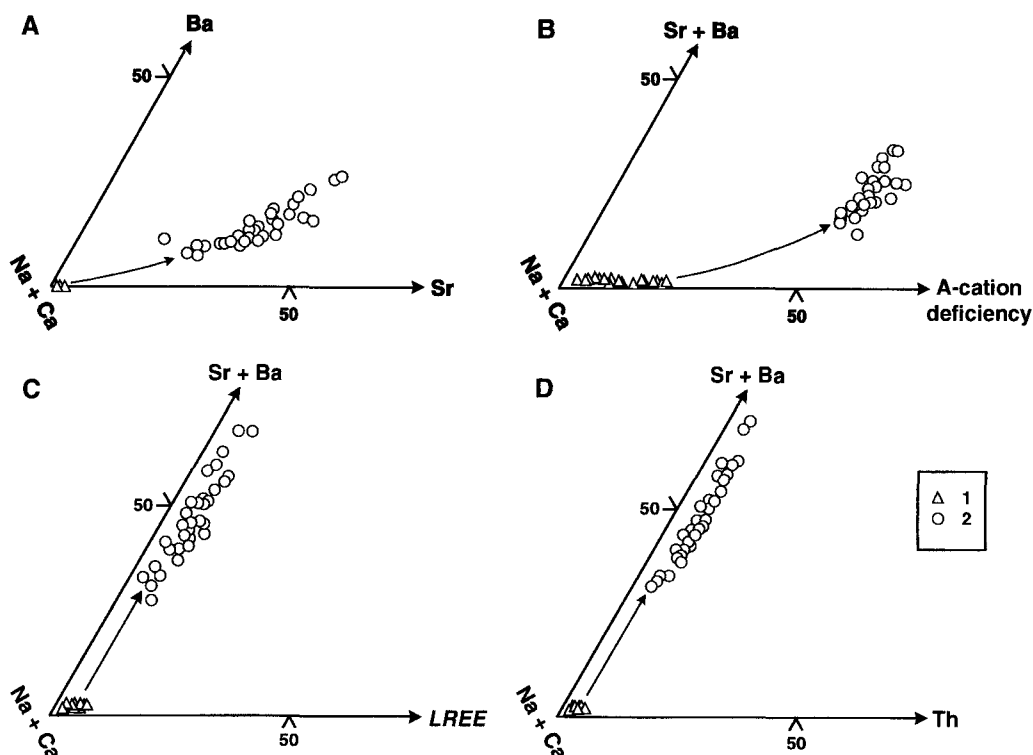 A
Ba
50
Na + Ca
Sr
50
B
Sr + Ba
50
Na + Ca
A-cation
deficiency
50
C
Sr + Ba
50
Na + Ca
LREE
50
D
Sr + Ba
50
Na + Ca
Th
50
1
2